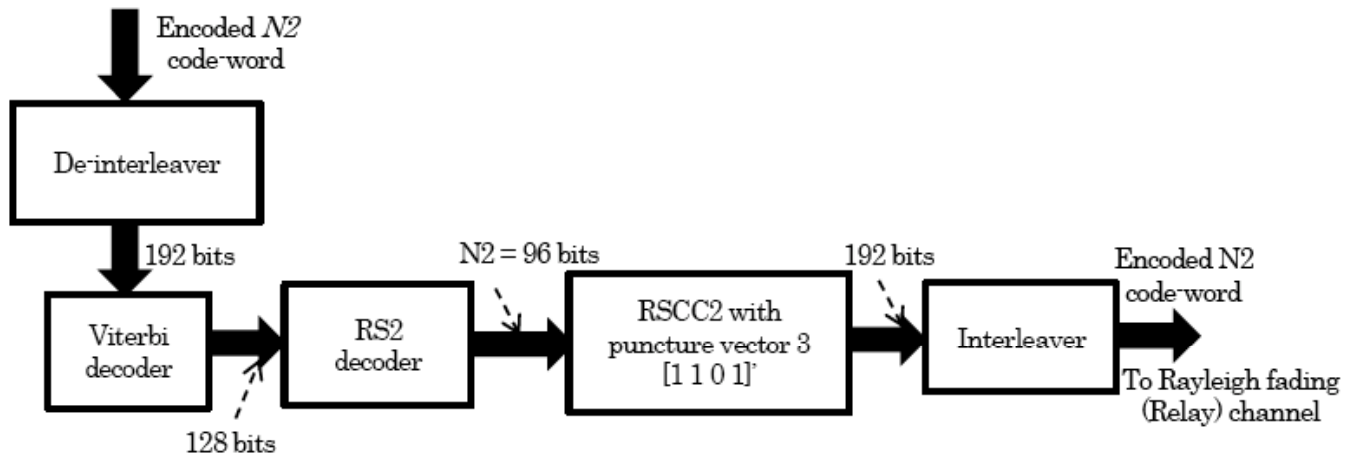 Encoded N2
code-word
De-interleaver
192 bits
Viterbi
decoder
128 bits
RS2
decoder
N2 = 96 bits
RSCC2 with
puncture vector 3
[1 1 0 1]’
192 bits
Interleaver
Encoded N2
code-word
To Rayleigh fading
(Relay) channel